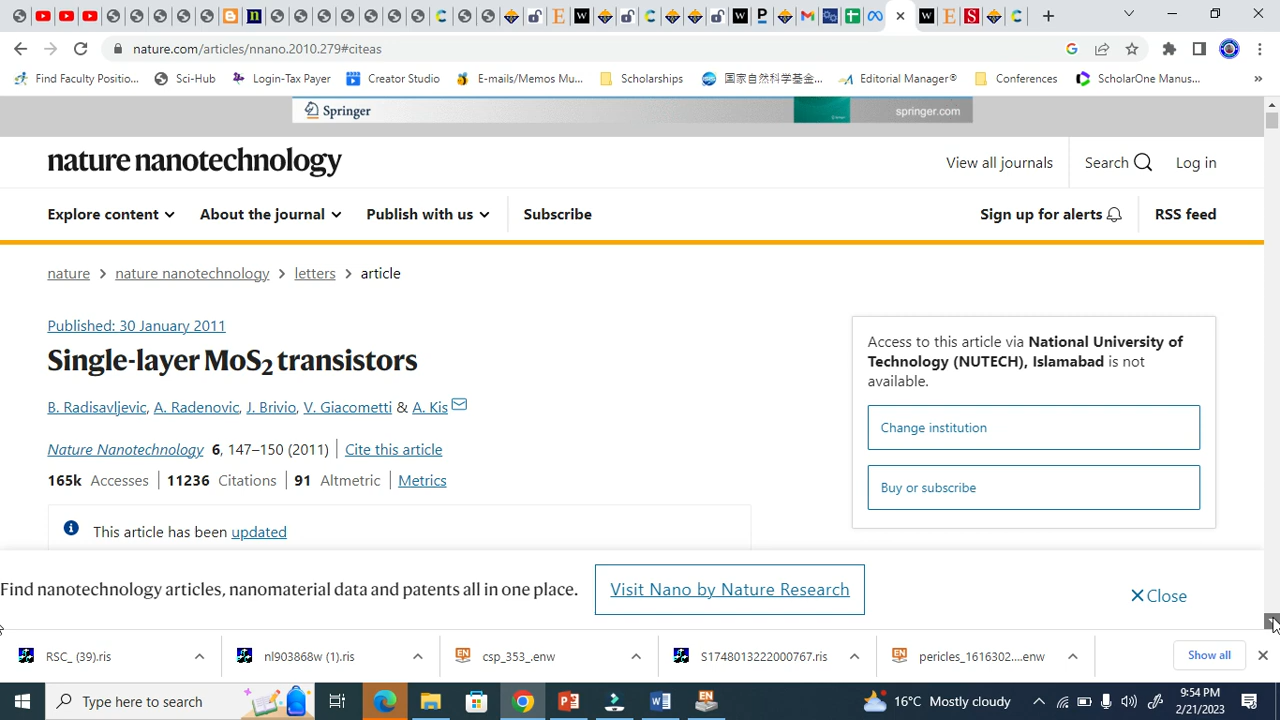 nature.com/articles/nnano.2010.279#citeas
Find Faculty Positio... Sci-Hub Login-Tax Payer Creator Studio E-mails/Memos Mu... Scholarships 国家自然科学基金... Editorial Manager® Conferences ScholarOne Manus... »
Springer springer.com
nature nanotechnology View all journals Search Log in
Explore content About the journal Publish with us Subscribe Sign up for alerts RSS feed
nature > nature nanotechnology > letters > article
Published: 30 January 2011
Single-layer MoS2 transistors
B. Radisavljevic, A. Radenovic, J. Brivio, V. Giacometti & A. Kis
Nature Nanotechnology 6, 147–150 (2011) Cite this article
165k Accesses 11236 Citations 91 Altmetric Metrics
This article has been updated
Access to this article via National University of
Technology (NUTECH), Islamabad is not
available.
Change institution
Buy or subscribe
Find nanotechnology articles, nanomaterial data and patents all in one place. Visit Nano by Nature Research Close
RSC_ (39).ris nl903868w (1).ris csp_353_.enw S1748013222000767.ris pericles_1616302....enw Show all
Type here to search 16°C Mostly cloudy 9:54 PM
2/21/2023